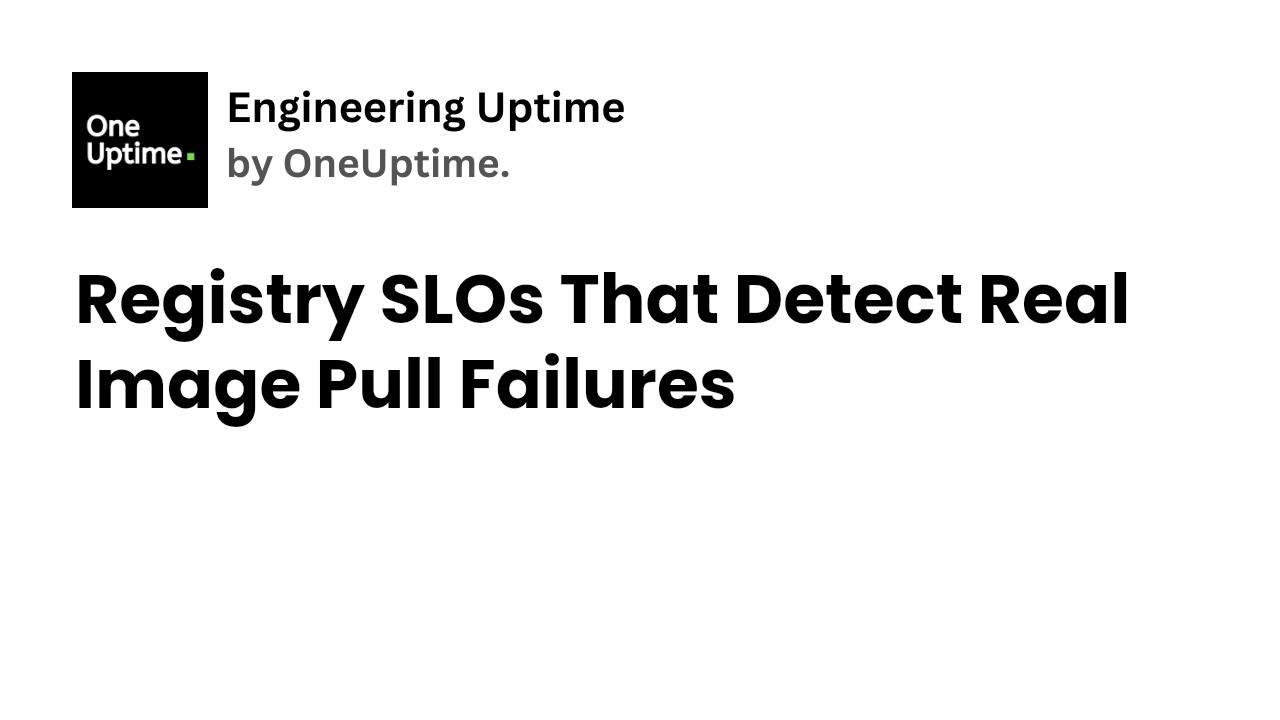 One
Uptime
Engineering Uptime
by OneUptime.
Registry SLOs That Detect Real
Image Pull Failures